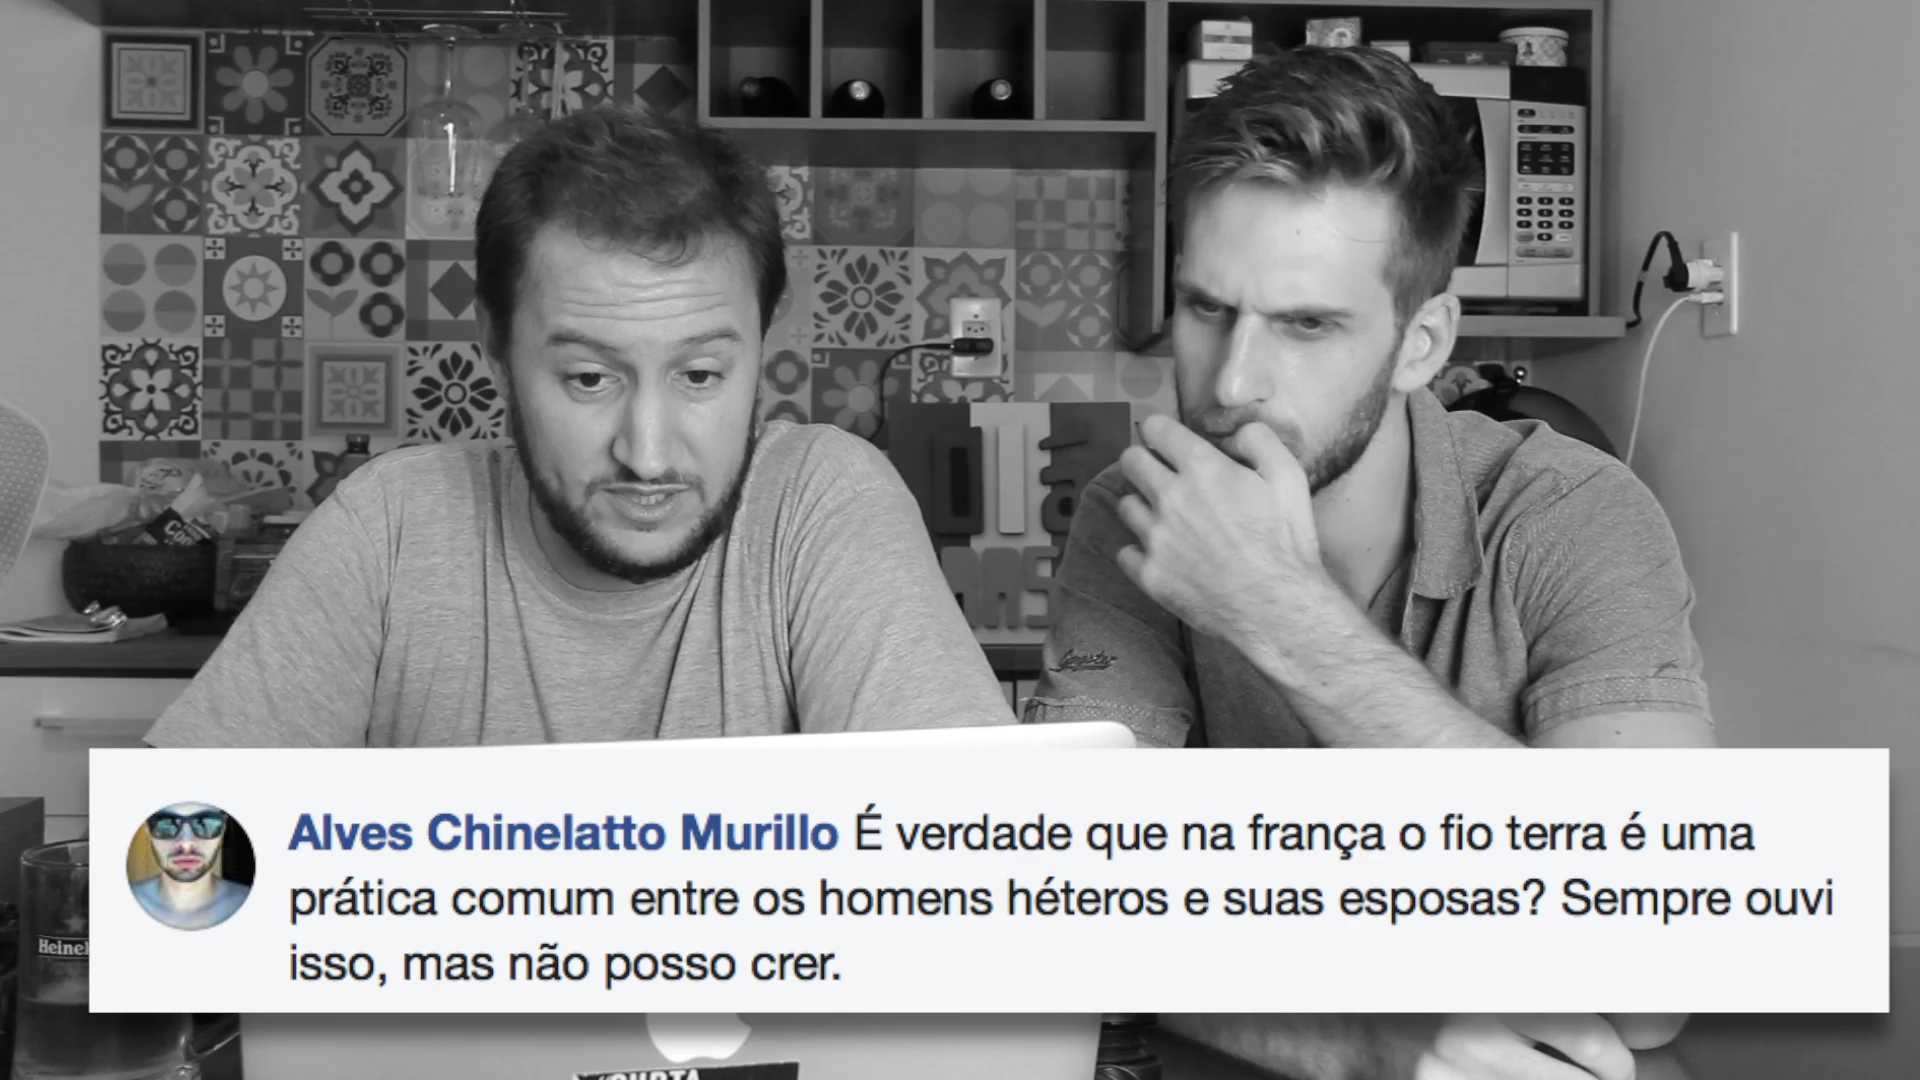 Alves Chinelatto Murillo É verdade que na frança o fio terra é uma
prática comum entre os homens héteros e suas esposas? Sempre ouvi
isso, mas não posso crer.